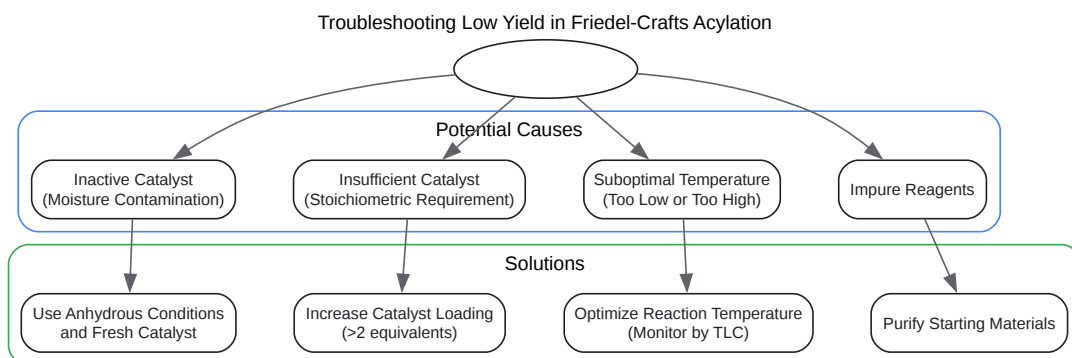 Troubleshooting Low Yield in Friedel-Crafts Acylation
Potential Causes
Inactive Catalyst
(Moisture Contamination)
Insufficient Catalyst
(Stoichiometric Requirement)
Suboptimal Temperature
(Too Low or Too High)
Impure Reagents
Solutions
Use Anhydrous Conditions
and Fresh Catalyst
Increase Catalyst Loading
(>2 equivalents)
Optimize Reaction Temperature
(Monitor by TLC)
Purify Starting Materials